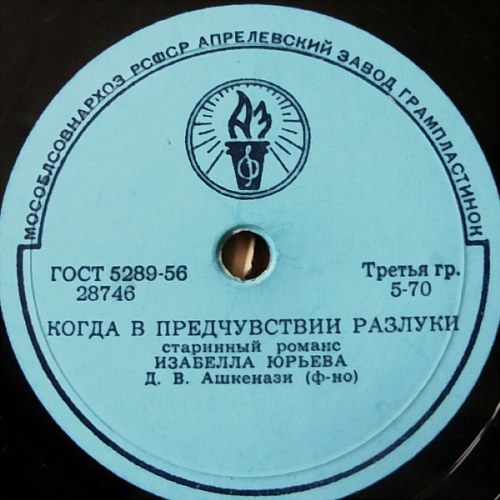 МОСОБЛСОВНАРХОЗ РСФСР АПРЕЛЕВСКИЙ ЗАВОД ГРАМПЛАСТИНОК
АЗ
ГОСТ 5289-56
28746
Третья гр.
5-70
КОГДА В ПРЕДЧУВСТВИИ РАЗЛУКИ
старинный романс
ИЗАБЕЛЛА ЮРЬЕВА
Д. В. Ашкенази (ф-но)